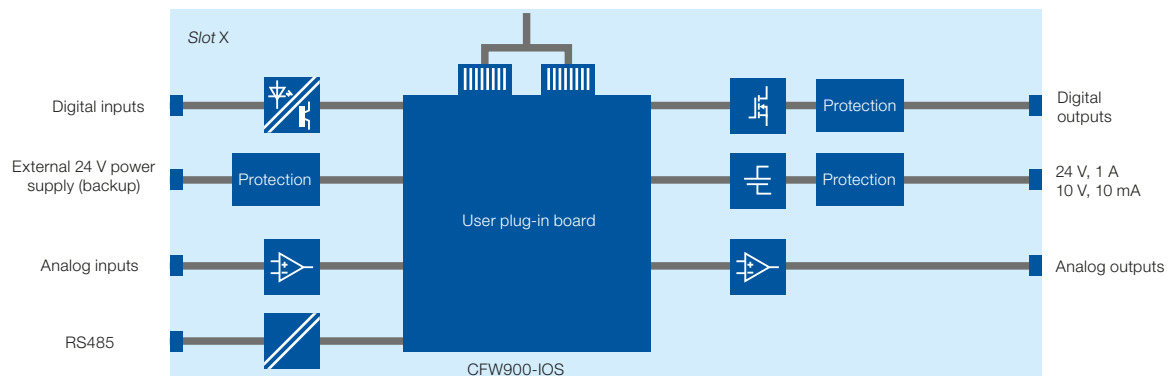 Slot X
Digital inputs
Protection
Digital
outputs
External 24 V power
supply (backup)
Protection
Protection
24 V, 1 A
10 V, 10 mA
User plug-in board
Analog inputs
Analog outputs
RS485
CFW900-IOS